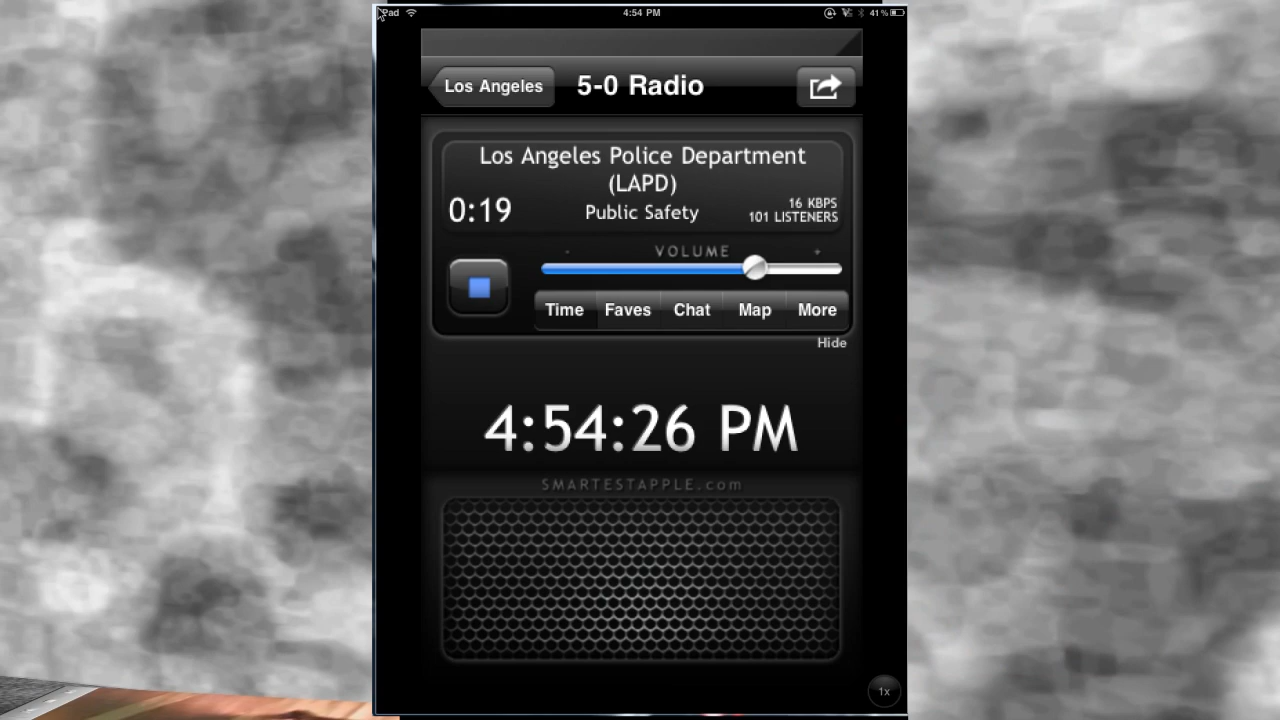 iPad 4:54 PM 41%
Los Angeles 5-0 Radio
Los Angeles Police Department
(LAPD)
0:19 Public Safety 16 KBPS
101 LISTENERS
- VOLUME +
Time Faves Chat Map More
Hide
4:54:26 PM
SMARTESTAPPLE.com
1x